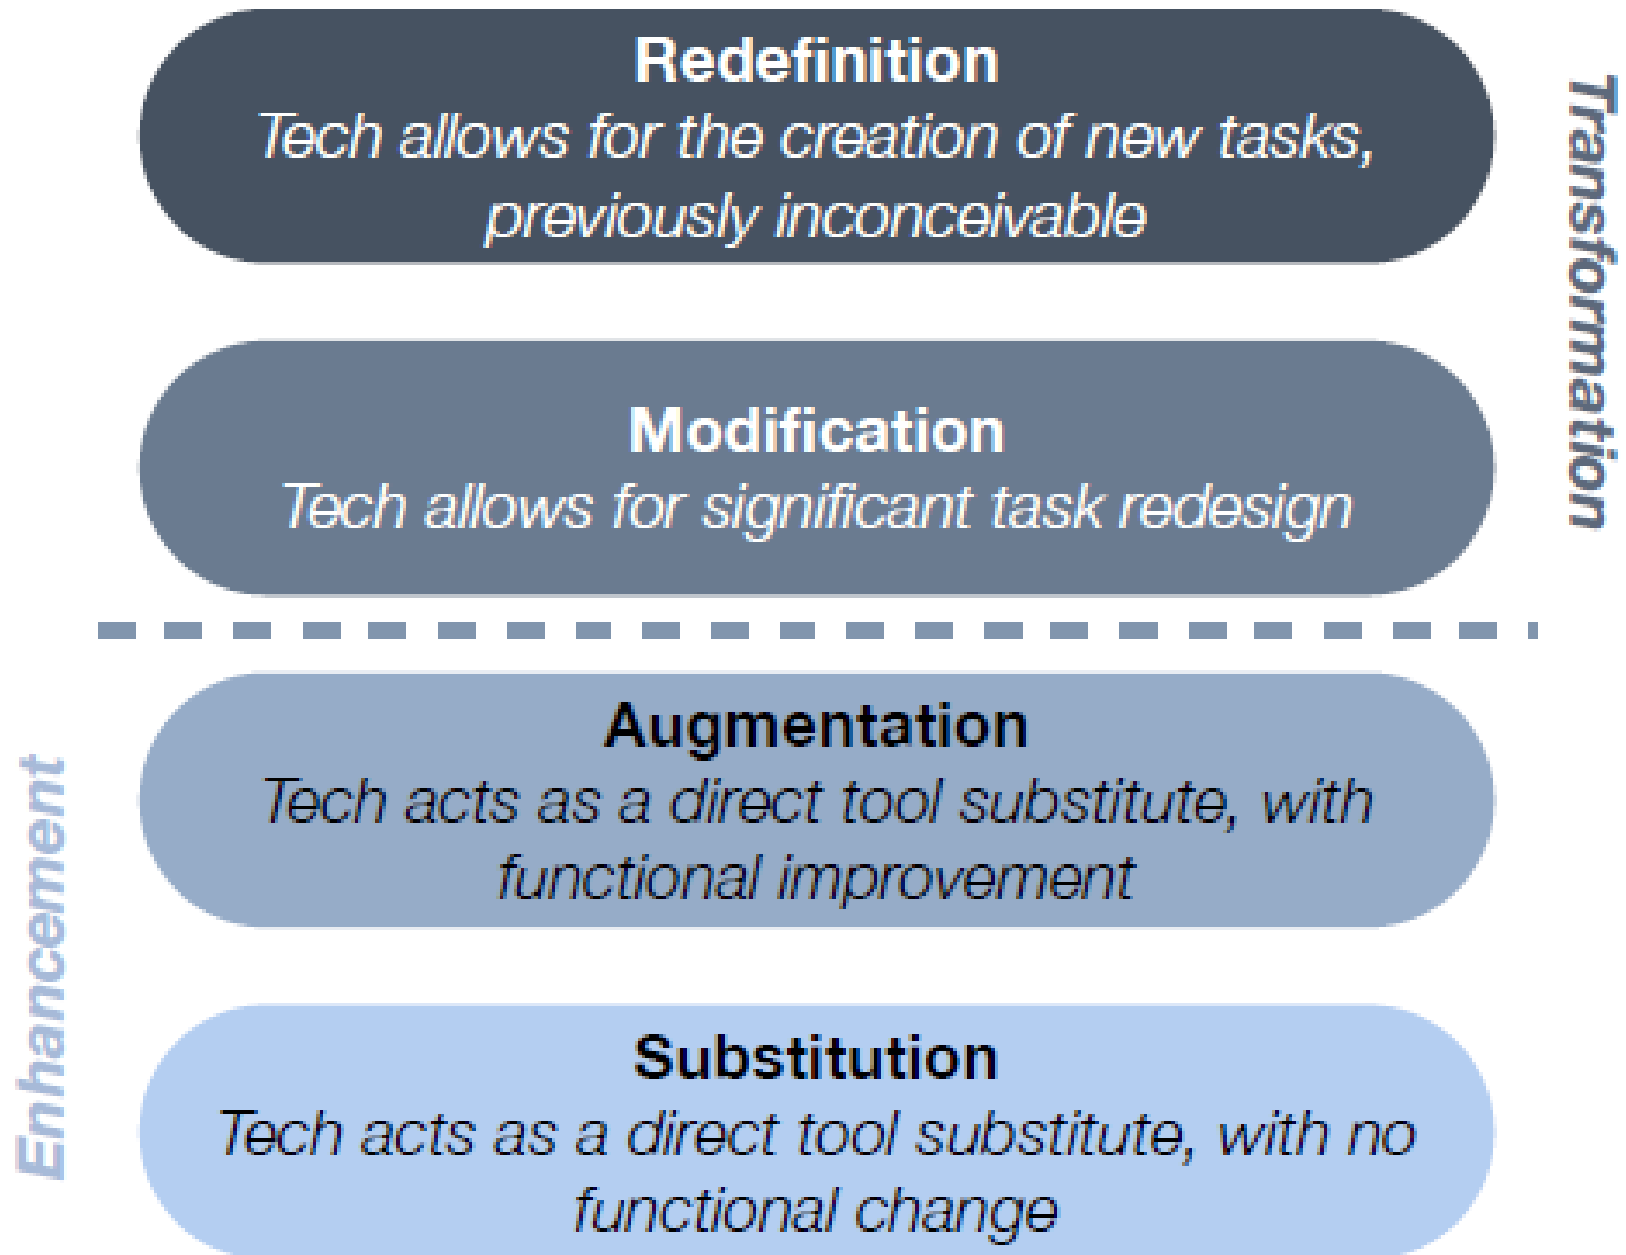 Redefinition
Tech allows for the creation of new tasks,
previously inconceivable
Transformation
Modification
Tech allows for significant task redesign
Augmentation
Tech acts as a direct tool substitute, with
functional improvement
Enhancement
Substitution
Tech acts as a direct tool substitute, with no
functional change